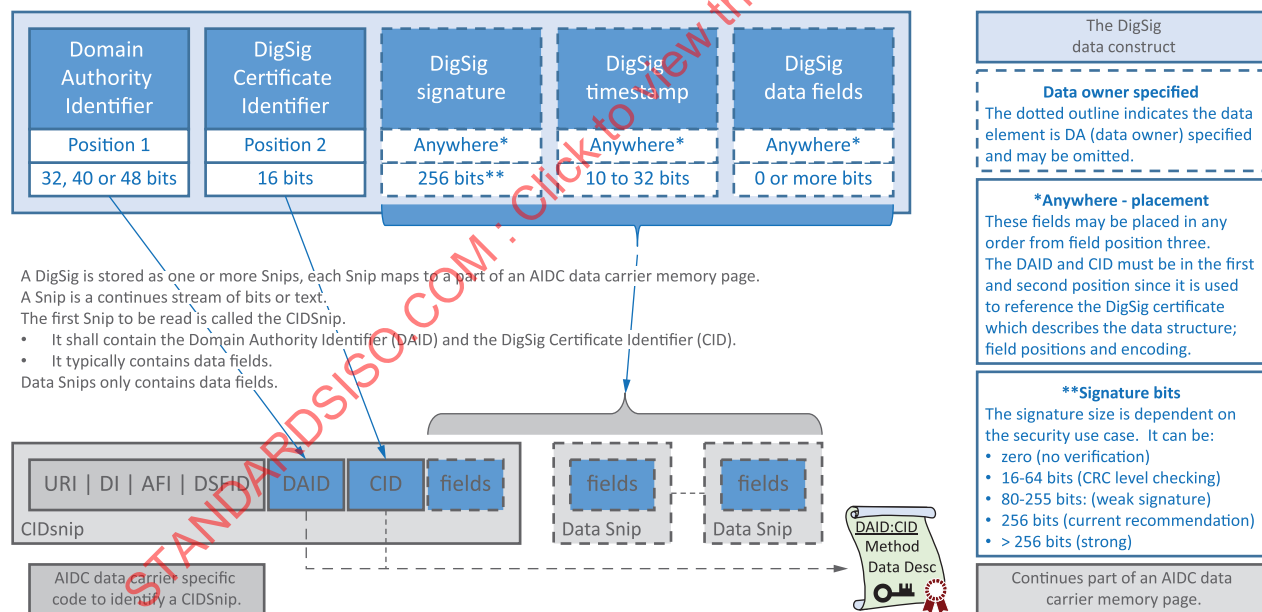 Domain
Authority
Identifier
Position 1
32, 40 or 48 bits
DigSig
Certificate
Identifier
Position 2
16 bits
DigSig
signature
Anywhere*
256 bits**
DigSig
timestamp
Anywhere*
10 to 32 bits
DigSig
data fields
Anywhere*
0 or more bits
The DigSig
data construct
Data owner specified
The dotted outline indicates the data
element is DA (data owner) specified
and may be omitted.
*Anywhere - placement
These fields may be placed in any
order from field position three.
The DAID and CID must be in the first
and second position since it is used
to reference the DigSig certificate
which describes the data structure;
field positions and encoding.
**Signature bits
The signature size is dependent on
the security use case. It can be:
• zero (no verification)
• 16-64 bits (CRC level checking)
• 80-255 bits: (weak signature)
• 256 bits (current recommendation)
• > 256 bits (strong)
Continues part of an AIDC data
carrier memory page.
A DigSig is stored as one or more Snips, each Snip maps to a part of an AIDC data carrier memory page.
A Snip is a continues stream of bits or text.
The first Snip to be read is called the CIDSnip.
• It shall contain the Domain Authority Identifier (DAID) and the DigSig Certificate Identifier (CID).
• It typically contains data fields.
Data Snips only contains data fields.
URI | DI | AFI | DSFID
DAID
CID
fields
CIDsnip
fields
Data Snip
fields
Data Snip
DAID:CID
Method
Data Desc
AIDC data carrier specific
code to identify a CIDSnip.
STANDARDSISO.COM : Click to view th